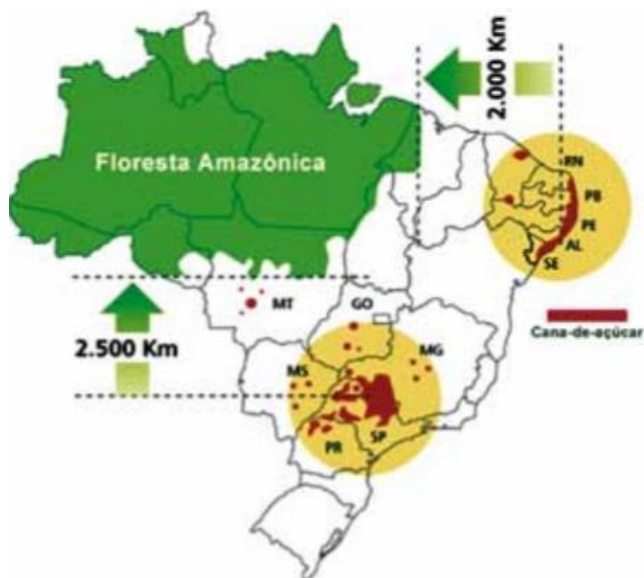 2.000 Km
Floresta Amazônica
RN
PB
PE
AL
SE
MT
GO
Cana-de-açúcar
2.500 Km
MS
MG
SP
PR